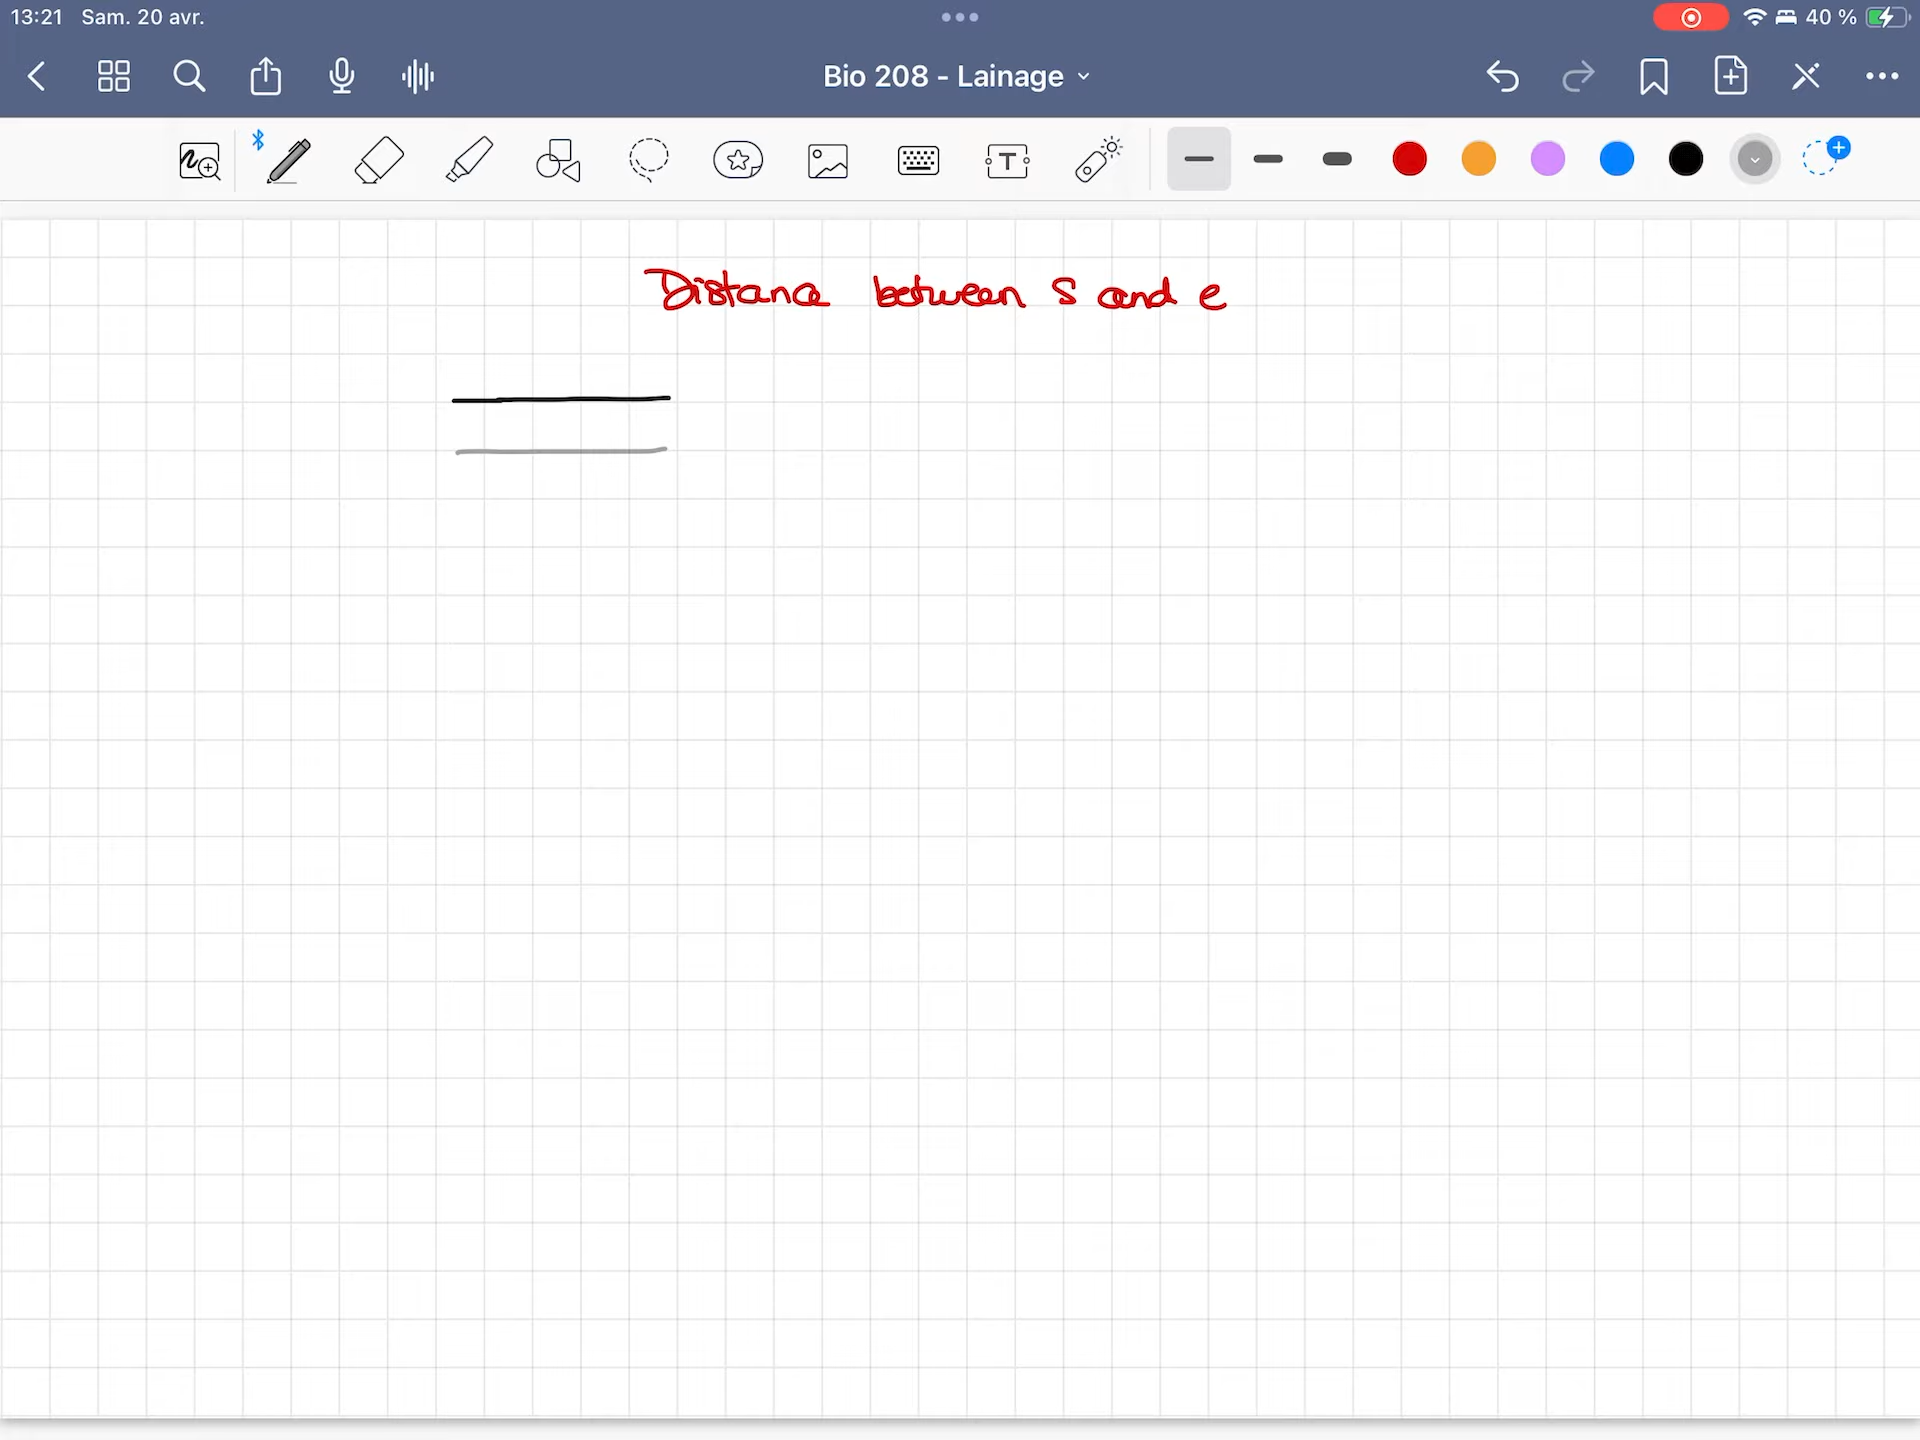 13:21 Sam. 20 avr.
40 %
Bio 208 - Lainage
T
Distance between S and e